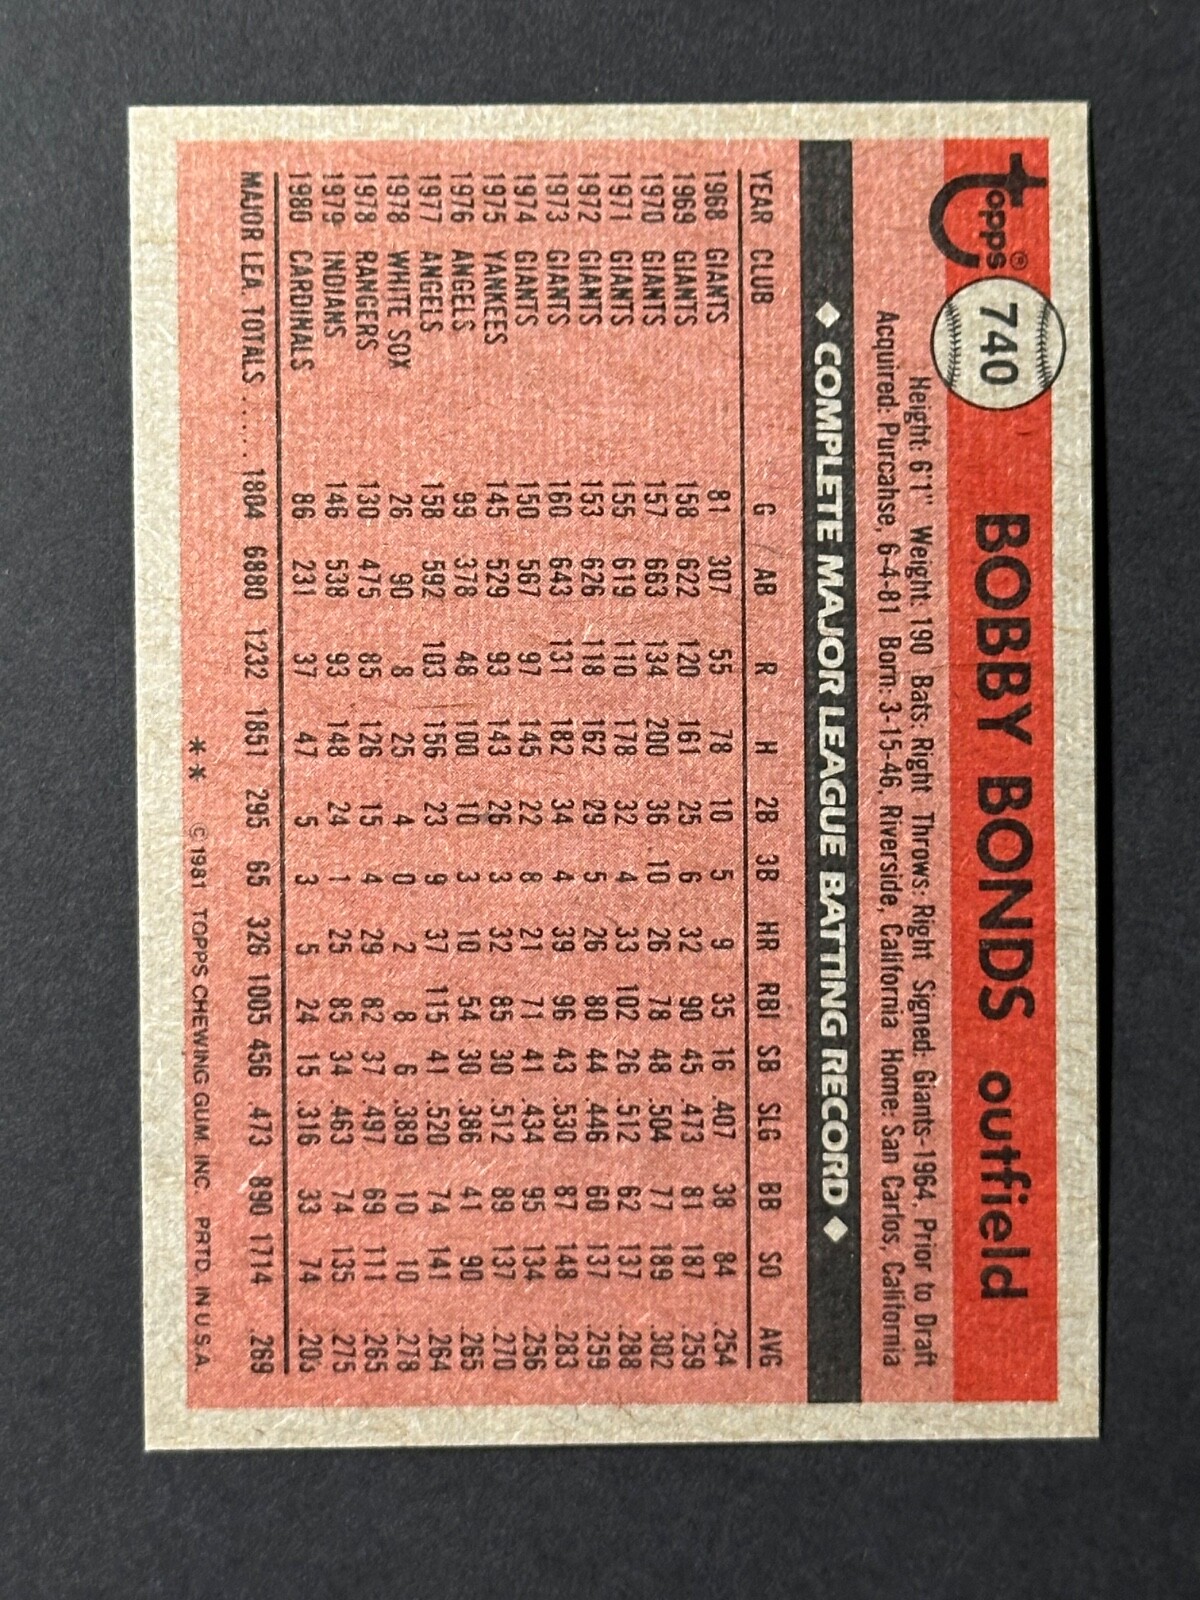 Topps®
740
BOBBY BONDS outfield
Height: 6'1" Weight: 190 Bats: Right Throws: Right Signed: Giants-1964, Prior to Draft
Acquired: Purcahse, 6-4-81 Born: 3-15-46, Riverside, California Home: San Carlos, California
◆ COMPLETE MAJOR LEAGUE BATTING RECORD ◆
YEAR CLUB G AB R H 2B 3B HR RBI SB SLG BB SO AVG
1968 GIANTS 81 307 55 78 10 5 9 35 16 .407 38 84 .254
1969 GIANTS 158 622 120 161 25 6 32 90 45 .473 81 187 .259
1970 GIANTS 157 663 134 200 36 10 26 78 48 .504 77 189 .302
1971 GIANTS 155 619 110 178 32 4 33 102 26 .512 62 137 .288
1972 GIANTS 153 626 118 162 29 5 26 80 44 .446 60 137 .259
1973 GIANTS 160 643 131 182 34 4 39 96 43 .530 87 148 .283
1974 GIANTS 150 567 97 145 22 8 21 71 41 .434 95 134 .256
1975 YANKEES 145 529 93 143 26 3 32 85 30 .512 89 137 .270
1976 ANGELS 99 378 48 100 10 3 10 54 30 .386 41 90 .265
1977 ANGELS 158 592 103 156 23 9 37 115 41 .520 74 141 .264
1978 WHITE SOX 26 90 8 25 4 0 2 8 6 .389 10 10 .278
1978 RANGERS 130 475 85 126 15 4 29 82 37 .497 69 111 .265
1979 INDIANS 146 538 93 148 24 1 25 85 34 .463 74 135 .275
1980 CARDINALS 86 231 37 47 5 3 5 24 15 .316 33 74 .203
MAJOR LEA. TOTALS ...... 1804 6880 1232 1851 295 65 326 1005 456 .473 890 1714 .269
** © 1981 TOPPS CHEWING GUM, INC. PRTD. IN U.S.A.